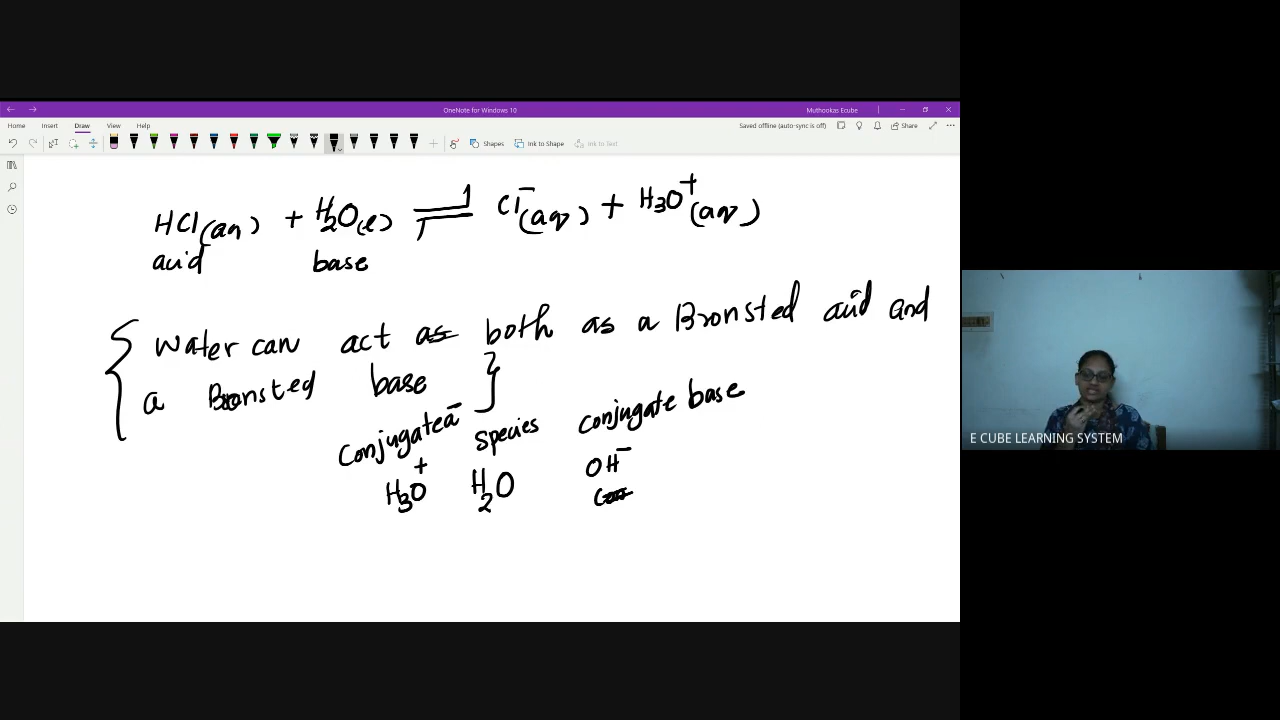 OneNote for Windows 10
Muthookas Ecube
Home Insert Draw View Help
Saved offline (auto-sync is off)
Share
Shapes
Ink to Shape
Ink to Text
HCl(aq) + H₂O(l) ⇌ Cl⁻(aq) + H₃O⁺(aq)
acid base
Water can act as both as a Bronsted acid and
a Bronsted base
conjugate species conjugate base
H₃O⁺ H₂O OH⁻
E CUBE LEARNING SYSTEM